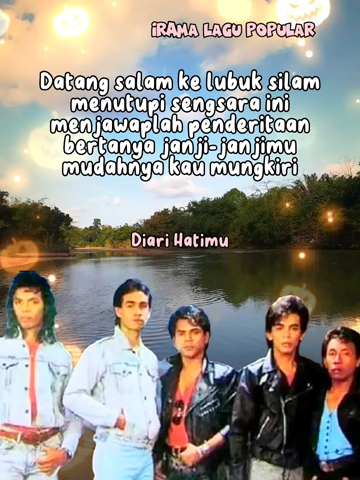 IRAMA LAGU POPULAR
Datang salam ke lubuk silam
menutupi sengsara ini
menjawaplah penderitaan
bertanya janji-janjimu
mudahnya kau mungkiri
Diari Hatimu